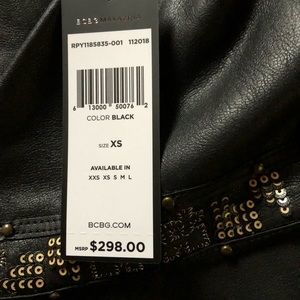 BCBGMAXAZRIA
RPY1185835-001 112018
6 13000 50076 2
COLOR BLACK
SIZE XS
AVAILABLE IN
XXS XS S M L
BCBG.COM
MSRP $298.00